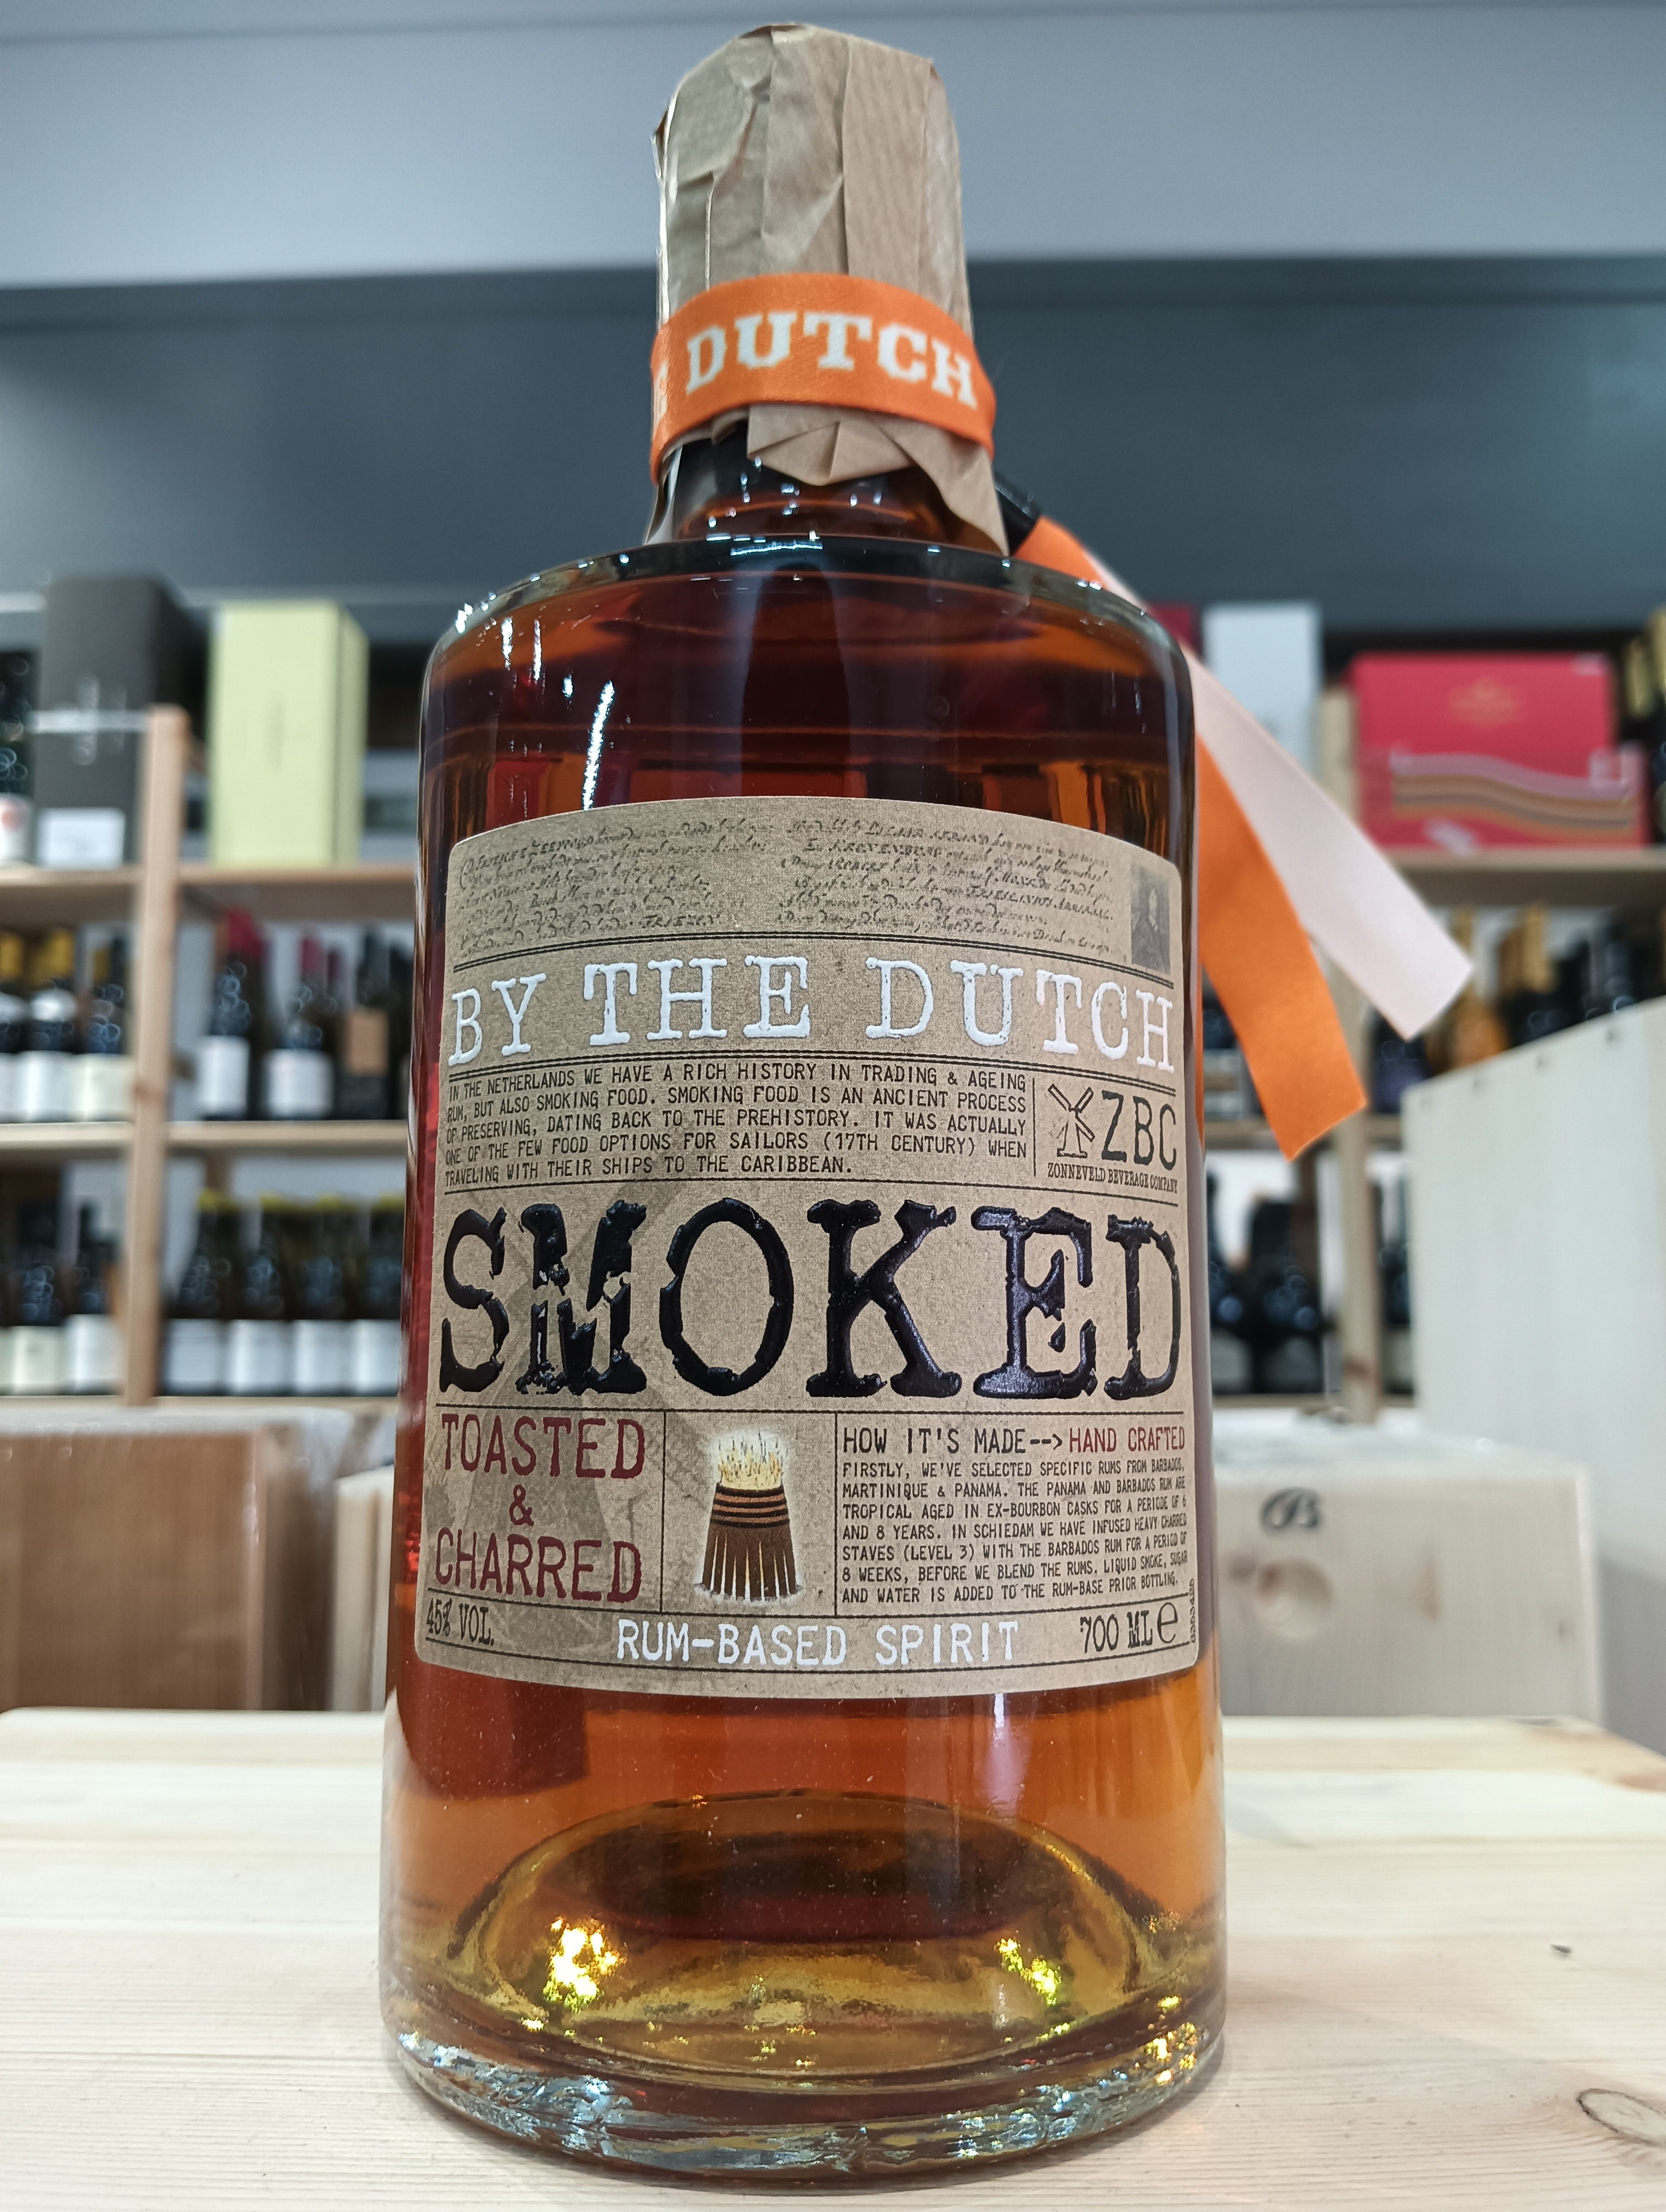 DUTCH
BY THE DUTCH
IN THE NETHERLANDS WE HAVE A RICH HISTORY IN TRADING & AGEING
RUM, BUT ALSO SMOKING FOOD. SMOKING FOOD IS AN ANCIENT PROCESS
OF PRESERVING, DATING BACK TO THE PREHISTORY. IT WAS ACTUALLY
ONE OF THE FEW FOOD OPTIONS FOR SAILORS (17TH CENTURY) WHEN
TRAVELING WITH THEIR SHIPS TO THE CARIBBEAN.
ZBC
ZONNEVELD BEVERAGE COMPANY
SMOKED
TOASTED
&
CHARRED
HOW IT'S MADE-->HAND CRAFTED
FIRSTLY, WE'VE SELECTED SPECIFIC RUMS FROM BARBADOS,
MARTINIQUE & PANAMA. THE PANAMA AND BARBADOS RUM ARE
TROPICAL AGED IN EX-BOURBON CASKS FOR A PERIODE OF 6
AND 8 YEARS. IN SCHIEDAM WE HAVE INFUSED HEAVY CHARRED
STAVES (LEVEL 3) WITH THE BARBADOS RUM FOR A PERIOD OF
8 WEEKS, BEFORE WE BLEND THE RUMS. LIQUID SMOKE, SUGAR
AND WATER IS ADDED TO THE RUM-BASE PRIOR BOTTLING.
45% VOL.
RUM-BASED SPIRIT
700 ML e